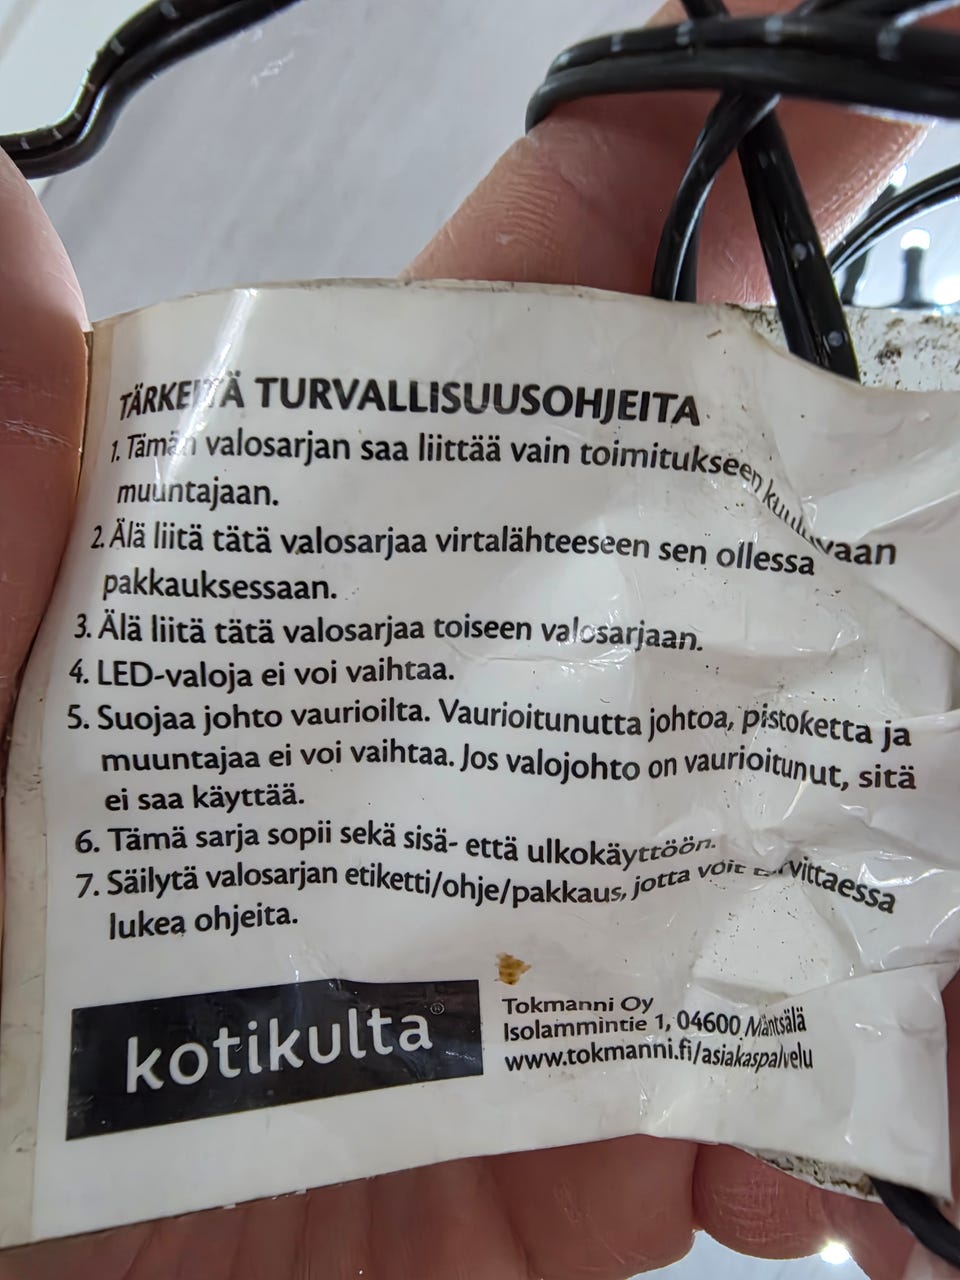 TÄRKEITÄ TURVALLISUUSOHJEITA
1. Tämän valosarjan saa liittää vain toimitukseen kuuluvaan
muuntajaan.
2. Älä liitä tätä valosarjaa virtalähteeseen sen ollessa
pakkauksessaan.
3. Älä liitä tätä valosarjaa toiseen valosarjaan.
4. LED-valoja ei voi vaihtaa.
5. Suojaa johto vaurioilta. Vaurioitunutta johtoa, pistoketta ja
muuntajaa ei voi vaihtaa. Jos valojohto on vaurioitunut, sitä
ei saa käyttää.
6. Tämä sarja sopii sekä sisä- että ulkokäyttöön.
7. Säilytä valosarjan etiketti/ohje/pakkaus, jotta voit tarvittaessa
lukea ohjeita.
kotikulta®
Tokmanni Oy
Isolammintie 1, 04600 Mäntsälä
www.tokmanni.fi/asiakaspalvelu